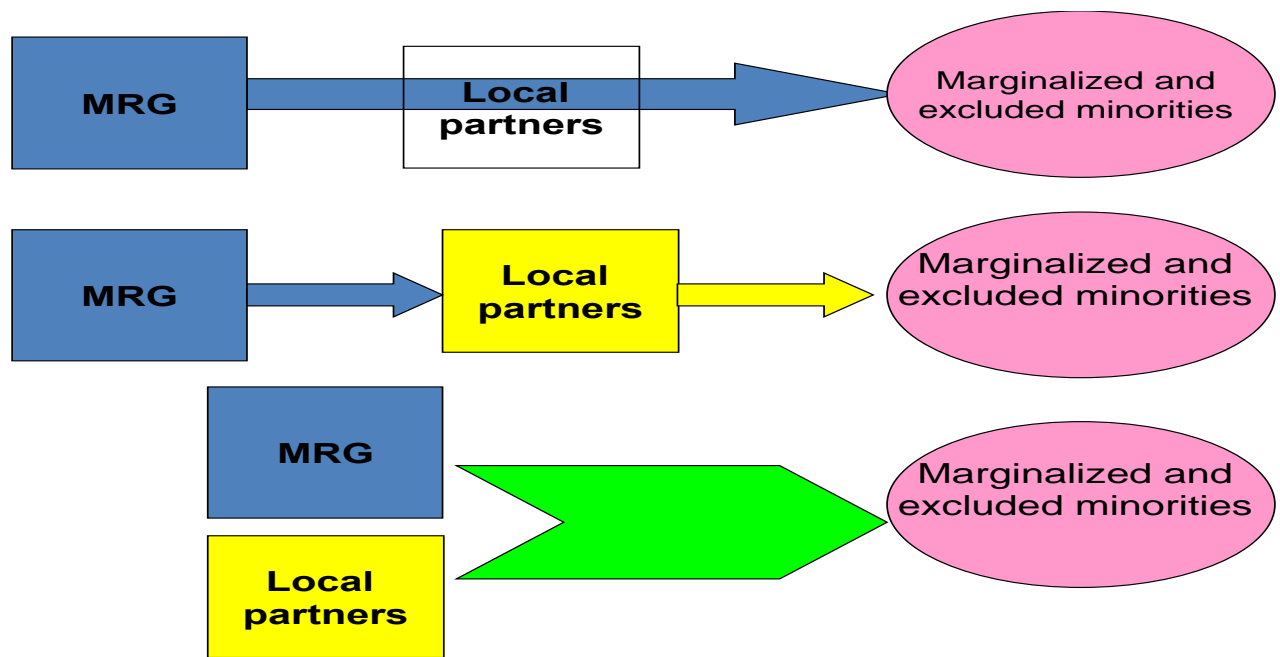 MRG
Local
partners
Marginalized and
excluded minorities
MRG
Local
partners
Marginalized and
excluded minorities
MRG
Local
partners
Marginalized and
excluded minorities